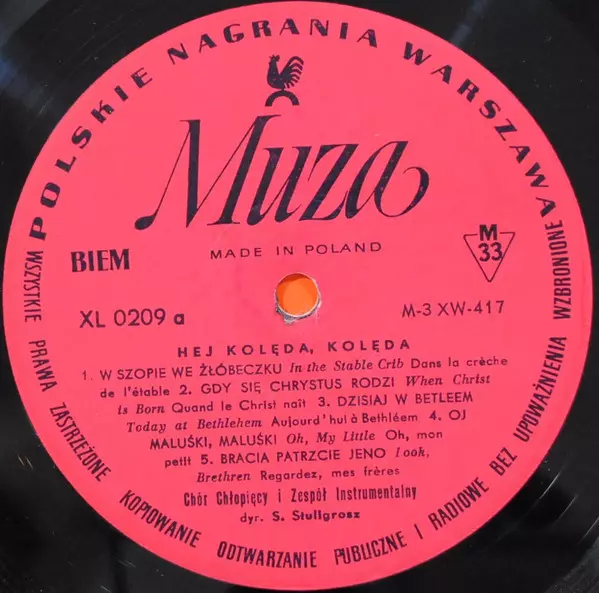 POLSKIE NAGRANIA WARSZAWA
Muza
MADE IN POLAND
BIEM
M
33
XL 0209 a
M-3 XW-417
HEJ KOLĘDA, KOLĘDA
1. W SZOPIE WE ŻŁÓBECZKU In the Stable Crib Dans la crèche
de l'étable 2. GDY SIĘ CHRYSTUS RODZI When Christ
is Born Quand le Christ naît 3. DZISIAJ W BETLEEM
Today at Bethlehem Aujourd'hui à Bethléem 4. OJ
MALUŚKI, MALUŚKI Oh, My Little Oh, mon
petit 5. BRACIA PATRZCIE JENO Look,
Brethren Regardez, mes frères
Chór Chłopięcy i Zespół Instrumentalny
dyr. S. Stuligrosz
WSZYSTKIE PRAWA ZASTRZEŻONE KOPIOWANIE ODTWARZANIE PUBLICZNE I RADIOWE BEZ UPOWAŻNIENIA WZBRONIONE